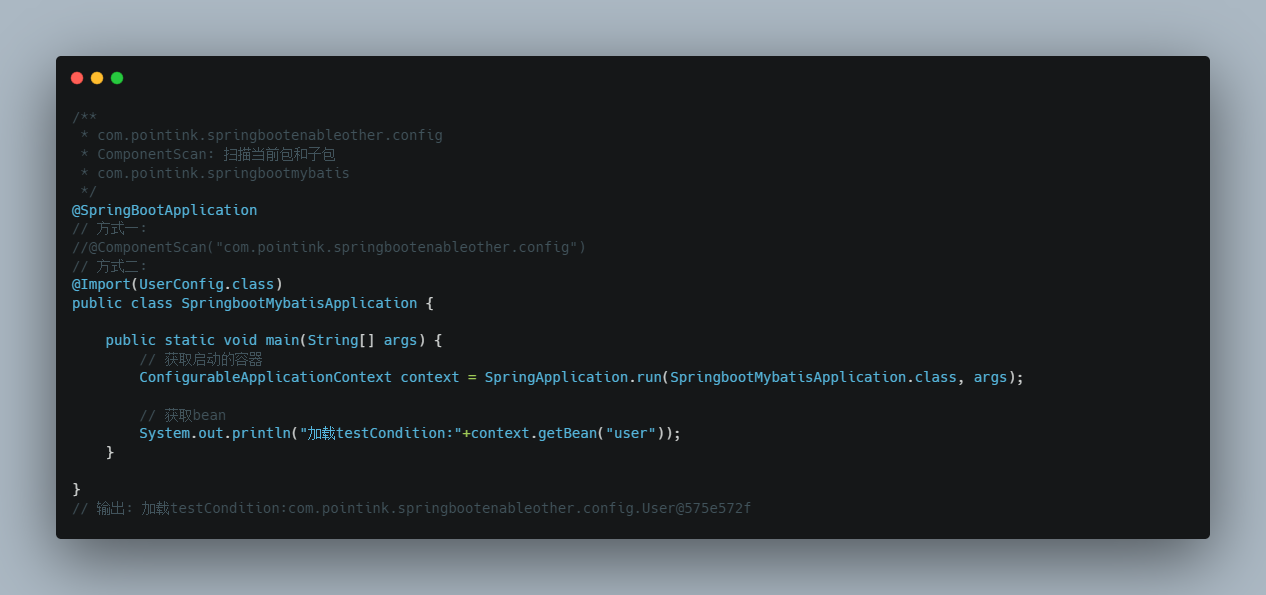 /**
 * com.pointink.springbootenableother.config
 * ComponentScan: 扫描当前包和子包
 * com.pointink.springbootmybatis
 */
@SpringBootApplication
// 方式一:
//@ComponentScan("com.pointink.springbootenableother.config")
// 方式二:
@Import(UserConfig.class)
public class SpringbootMybatisApplication {
    public static void main(String[] args) {
        // 获取启动的容器
        ConfigurableApplicationContext context = SpringApplication.run(SpringbootMybatisApplication.class, args);
        // 获取bean
        System.out.println("加载testCondition:"+context.getBean("user"));
    }
}
// 输出: 加载testCondition:com.pointink.springbootenableother.config.User@575e572f